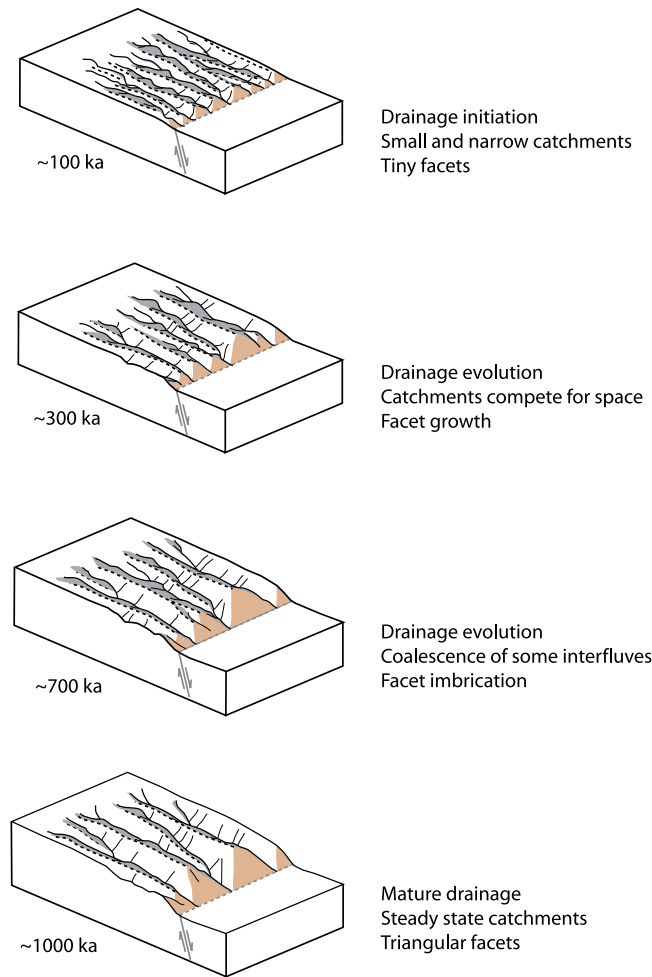 ~100 ka
Drainage initiation
Small and narrow catchments
Tiny facets
~300 ka
Drainage evolution
Catchments compete for space
Facet growth
~700 ka
Drainage evolution
Coalescence of some interfluves
Facet imbrication
~1000 ka
Mature drainage
Steady state catchments
Triangular facets